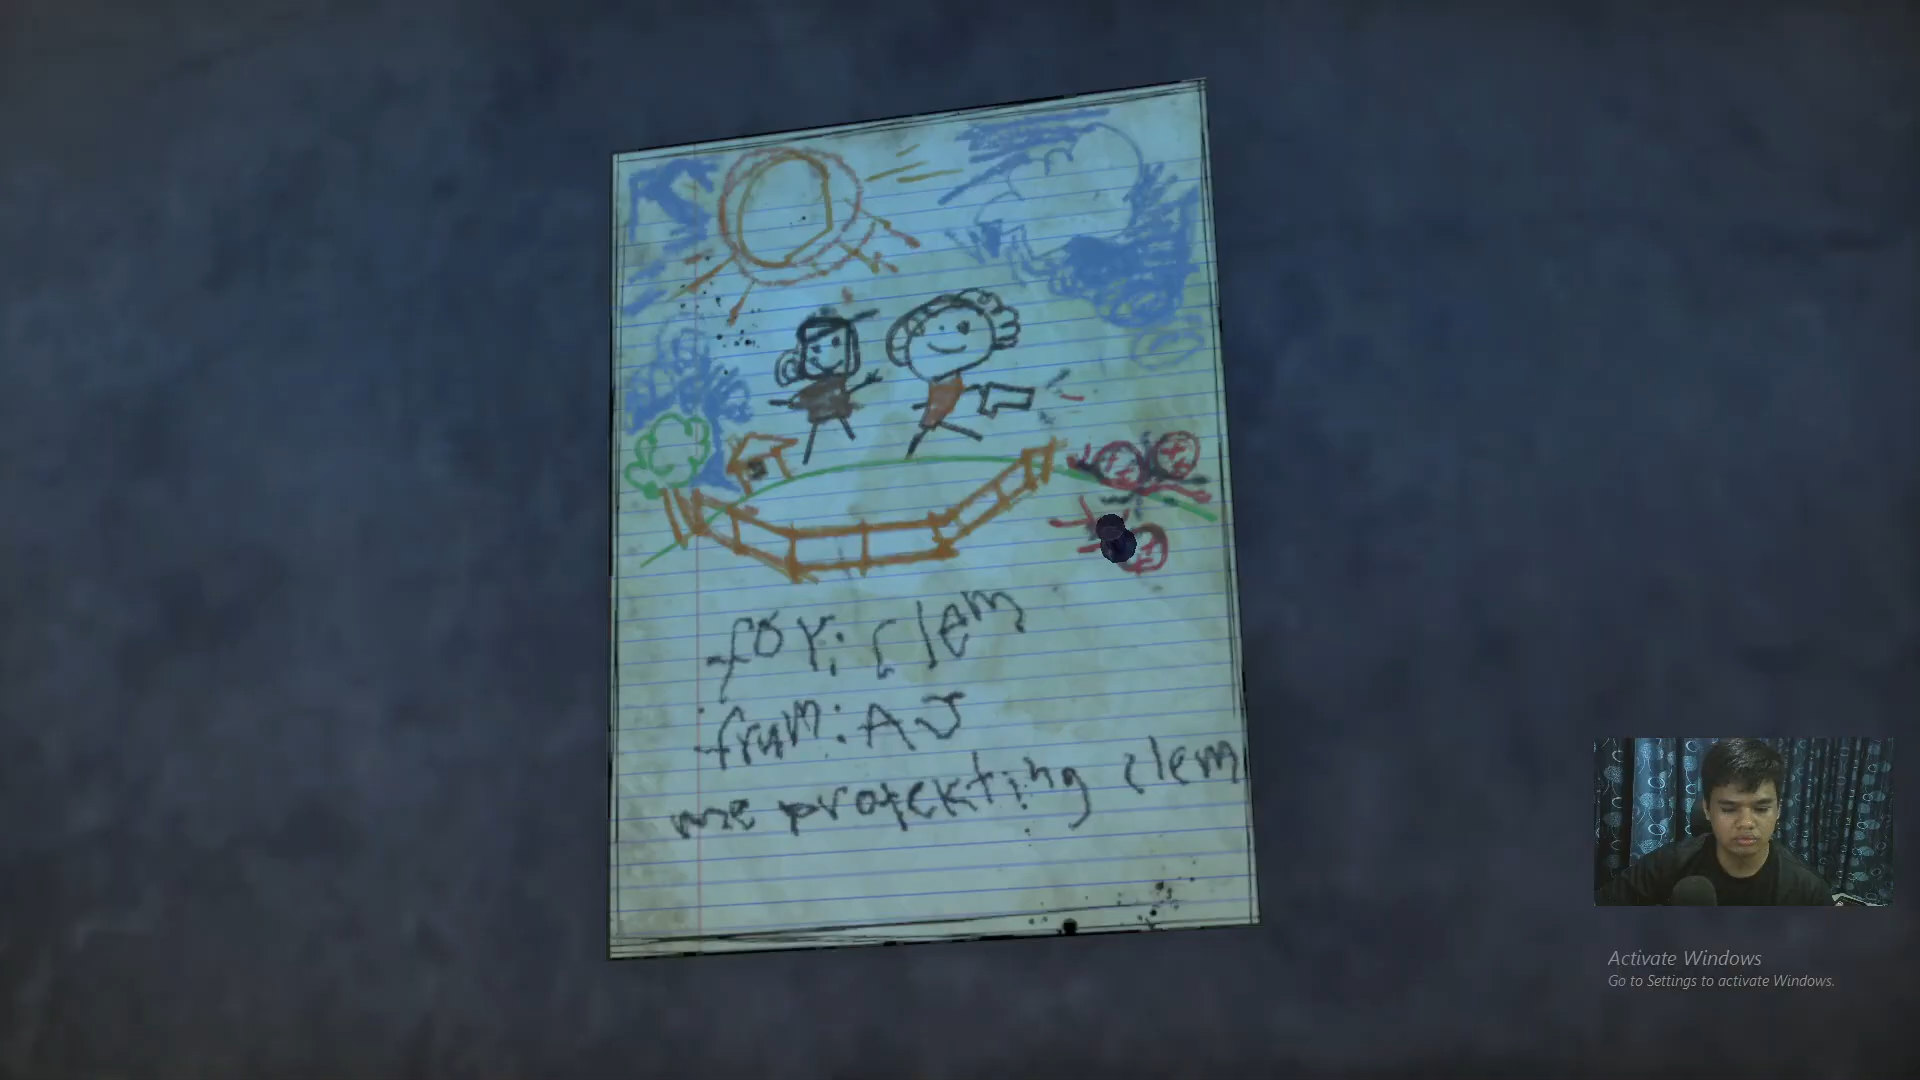 for: clem
frum: AJ
me protekting clem
Activate Windows
Go to Settings to activate Windows.